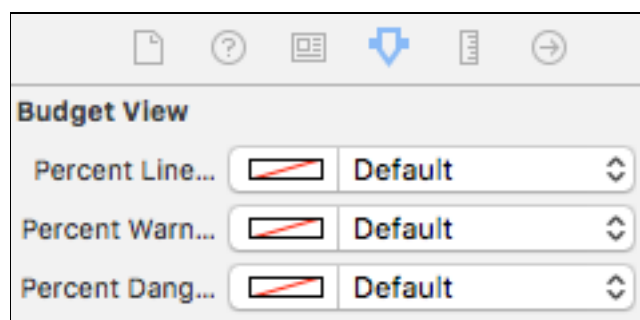 Budget View
Percent Line... Default
Percent Warn... Default
Percent Dang... Default